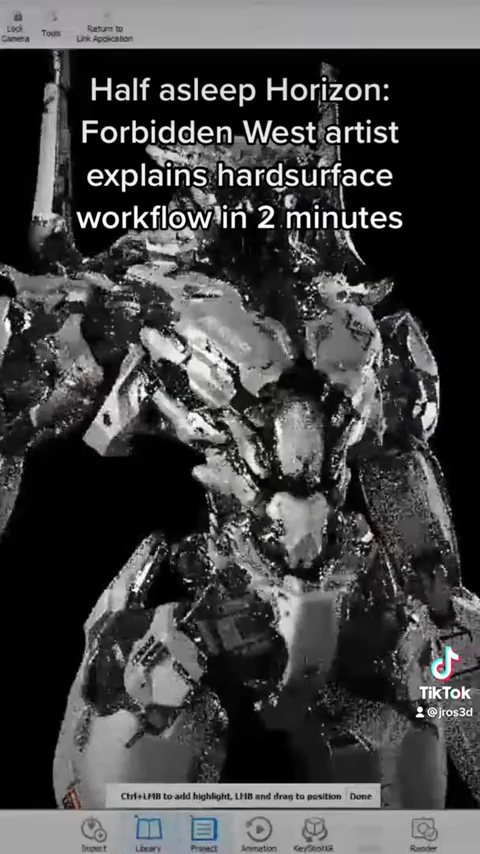 Lock
Camera
Tools
Return to
Link Application
Half asleep Horizon:
Forbidden West artist
explains hardsurface
workflow in 2 minutes
TikTok
@jros3d
Ctrl+LMB to add highlight, LMB and drag to position
Done
Import
Library
Project
Animation
KeyShotXR
Render